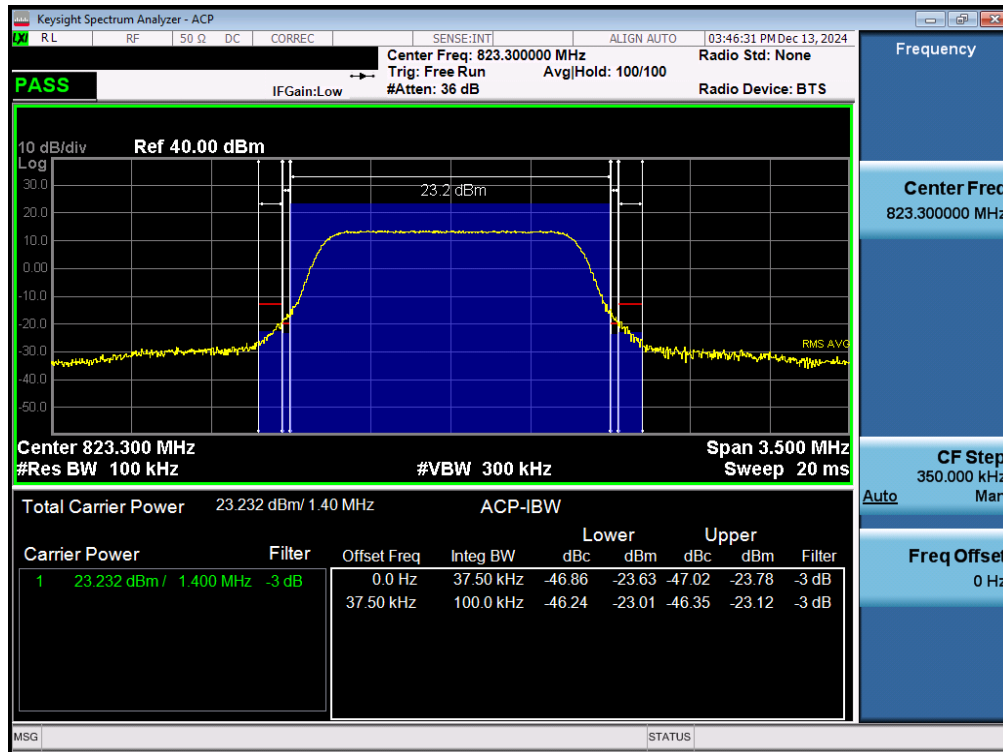 Keysight Spectrum Analyzer - ACP
LXI RL RF 50 Ω DC CORREC SENSE:INT ALIGN AUTO 03:46:31 PM Dec 13, 2024
Center Freq: 823.300000 MHz Radio Std: None
Trig: Free Run Avg|Hold: 100/100
PASS IFGain:Low #Atten: 36 dB Radio Device: BTS
10 dB/div Ref 40.00 dBm
Log
30.0
23.2 dBm
20.0
10.0
0.00
-10.0
-20.0
-30.0
RMS AVG
-40.0
-50.0
Center 823.300 MHz Span 3.500 MHz
#Res BW 100 kHz #VBW 300 kHz Sweep 20 ms
Total Carrier Power 23.232 dBm/ 1.40 MHz ACP-IBW
Lower Upper
Carrier Power Filter Offset Freq Integ BW dBc dBm dBc dBm Filter
1 23.232 dBm / 1.400 MHz -3 dB 0.0 Hz 37.50 kHz -46.86 -23.63 -47.02 -23.78 -3 dB
37.50 kHz 100.0 kHz -46.24 -23.01 -46.35 -23.12 -3 dB
MSG STATUS
Frequency
Center Freq
823.300000 MHz
CF Step
350.000 kHz
Auto Man
Freq Offset
0 Hz